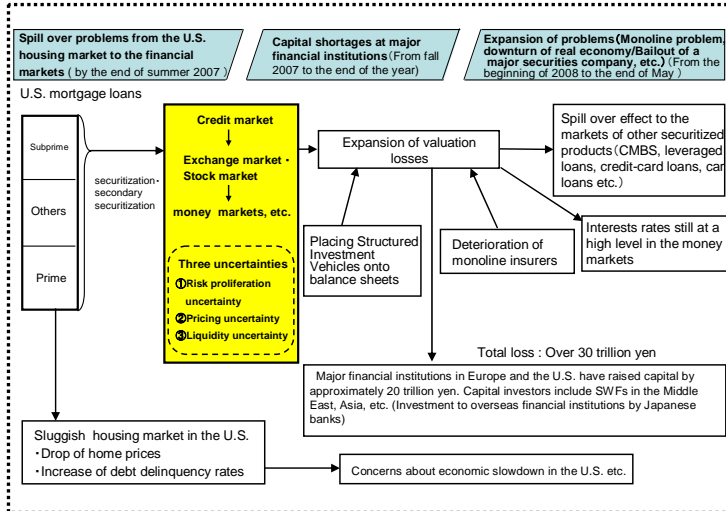 Spill over problems from the U.S.
housing market to the financial
markets ( by the end of summer 2007 )
Capital shortages at major
financial institutions(From fall
2007 to the end of the year)
Expansion of problems(Monoline problem,
downturn of real economy/Bailout of a
major securities company, etc.)(From the
beginning of 2008 to the end of May )
U.S. mortgage loans
Subprime
Others
Prime
securitization・
secondary
securitization
Credit market
Exchange market・
Stock market
money markets, etc.
Three uncertainties
①Risk proliferation
uncertainty
②Pricing uncertainty
③Liquidity uncertainty
Expansion of valuation
losses
Spill over effect to the
markets of other securitized
products(CMBS, leveraged
loans, credit-card loans, car
loans etc.)
Placing Structured
Investment
Vehicles onto
balance sheets
Deterioration of
monoline insurers
Interests rates still at a
high level in the money
markets
Total loss : Over 30 trillion yen
Major financial institutions in Europe and the U.S. have raised capital by
approximately 20 trillion yen. Capital investors include SWFs in the Middle
East, Asia, etc. (Investment to overseas financial institutions by Japanese
banks)
Sluggish housing market in the U.S.
・Drop of home prices
・Increase of debt delinquency rates
Concerns about economic slowdown in the U.S. etc.